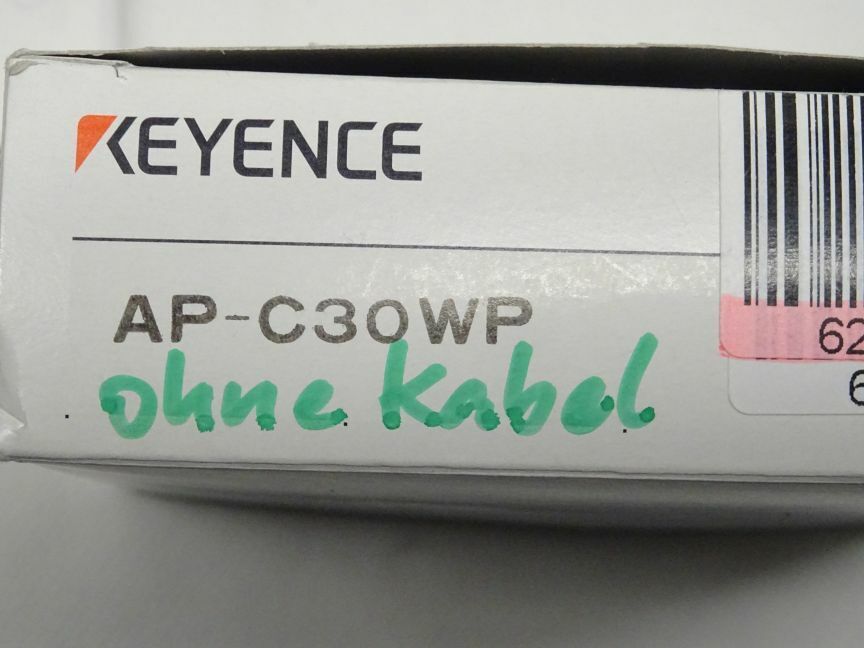 KEYENCE
AP-C30WP
ohne Kabel
62
6